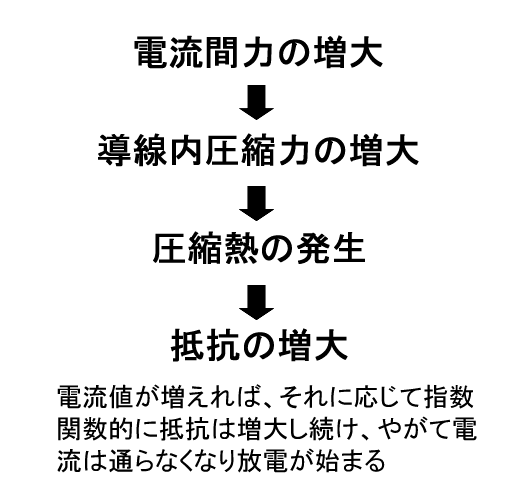 電流間力の増大
導線内圧縮力の増大
圧縮熱の発生
抵抗の増大
電流値が増えれば、それに応じて指数
関数的に抵抗は増大し続け、やがて電
流は通らなくなり放電が始まる